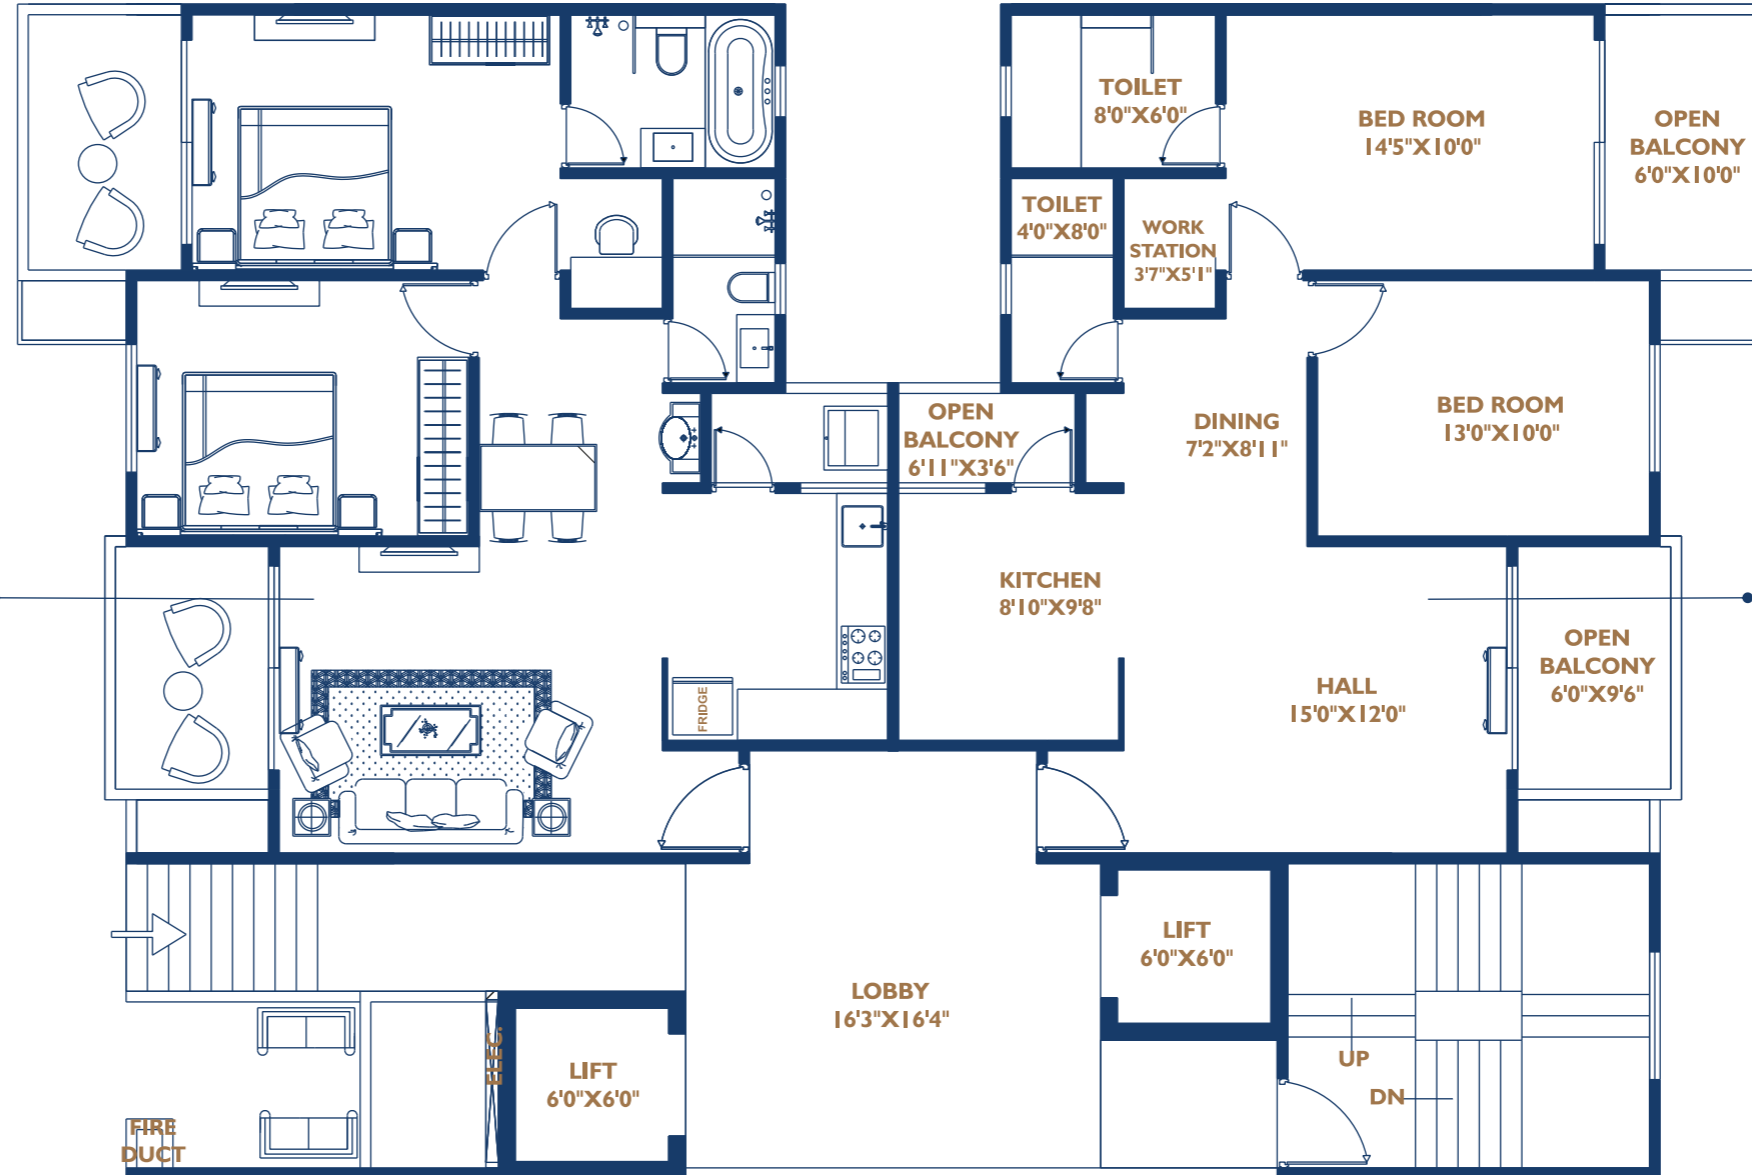 TOILET
8'0"X6'0"
BED ROOM
14'5"X10'0"
OPEN
BALCONY
6'0"X10'0"
TOILET
4'0"X8'0"
WORK
STATION
3'7"X5'1"
OPEN
BALCONY
6'11"X3'6"
DINING
7'2"X8'11"
BED ROOM
13'0"X10'0"
KITCHEN
8'10"X9'8"
HALL
15'0"X12'0"
OPEN
BALCONY
6'0"X9'6"
FRIDGE
LIFT
6'0"X6'0"
LOBBY
16'3"X16'4"
ELEC.
LIFT
6'0"X6'0"
UP
DN
FIRE
DUCT